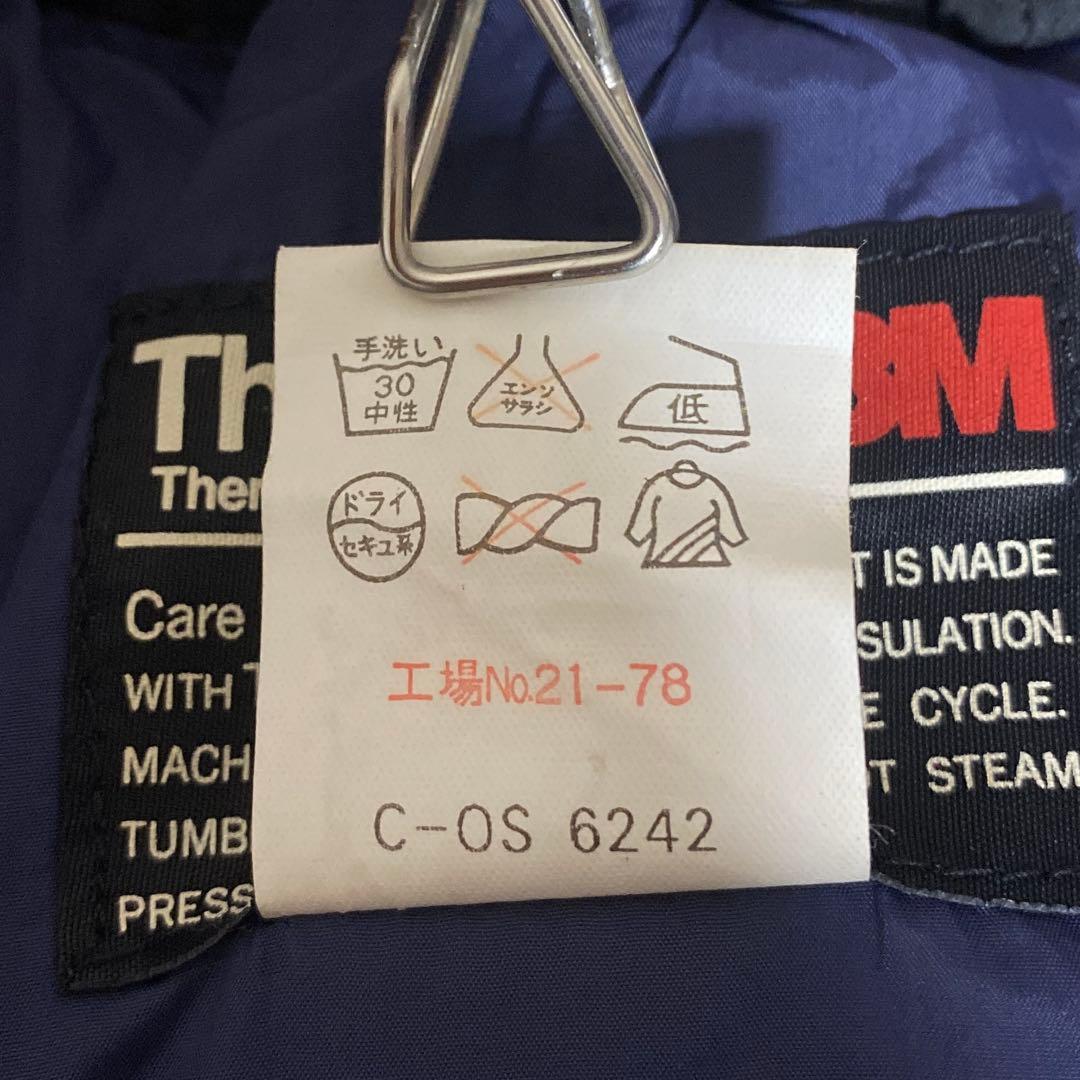 手洗い
30
中性
エンソ
サラシ
低
ドライ
セキユ系
工場No.21-78
C-OS 6242
Th 3M
Ther
Care T IS MADE
WITH T SULATION.
MACH E CYCLE.
TUMB OT STEAM
PRESS